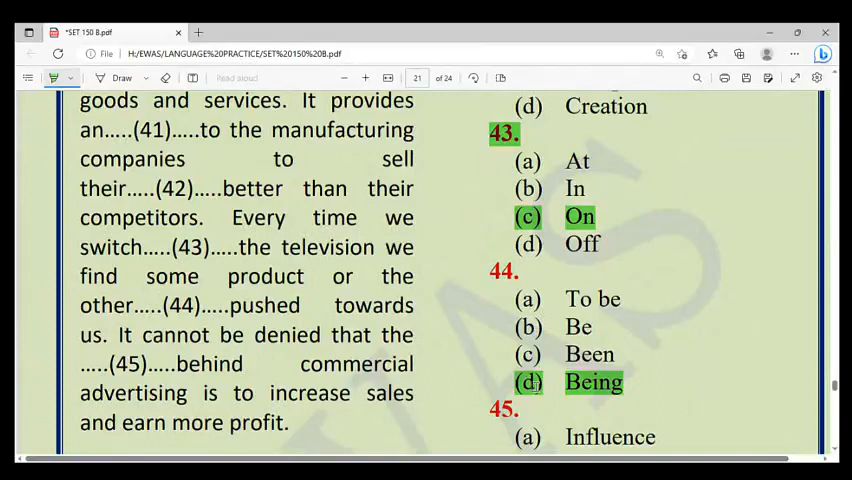 *SET 150 B.pdf
File
H:/EWAS/LANGUAGE%20PRACTICE/SET%20150%20B.pdf
Draw
Read aloud
21
of 24
goods and services. It provides
an.....(41).....to the manufacturing
companies to sell
their.....(42).....better than their
competitors. Every time we
switch.....(43).....the television we
find some product or the
other.....(44).....pushed towards
us. It cannot be denied that the
.....(45).....behind commercial
advertising is to increase sales
and earn more profit.
(d) Creation
43.
(a) At
(b) In
(c) On
(d) Off
44.
(a) To be
(b) Be
(c) Been
(d) Being
45.
(a) Influence